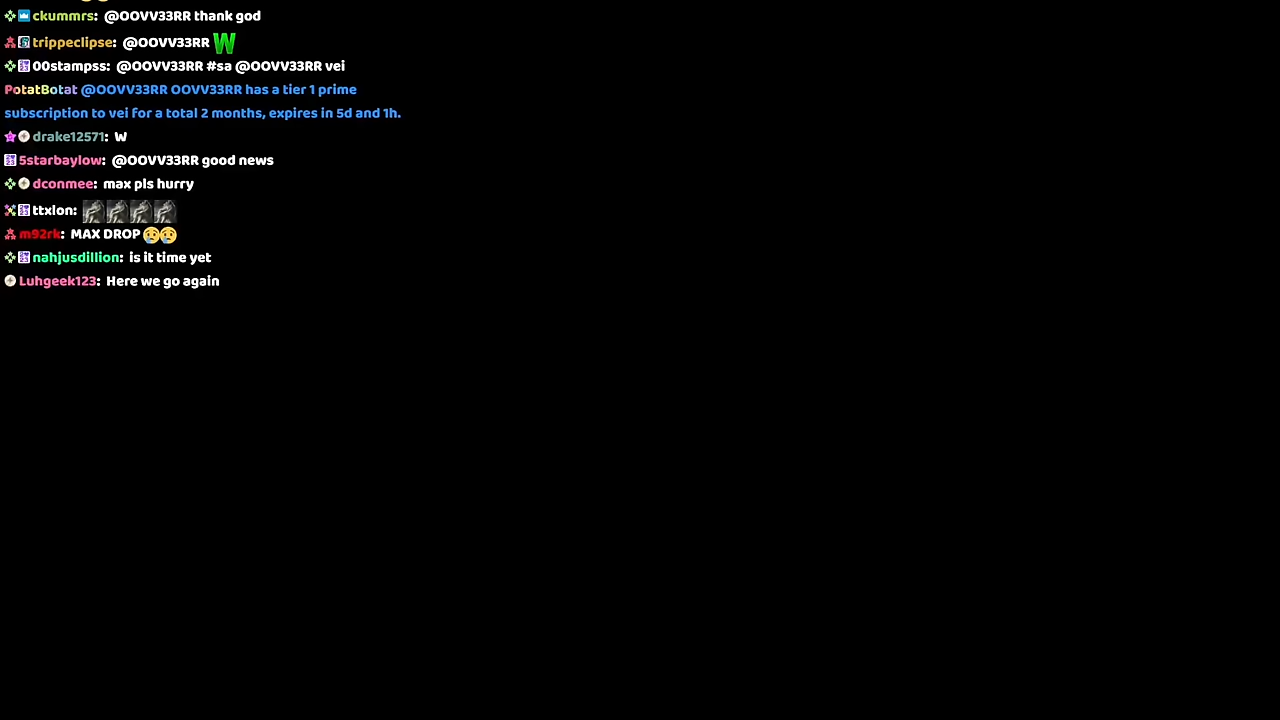 ckummrs: @OOVV33RR thank god
trippeclipse: @OOVV33RR W
00stampss: @OOVV33RR #sa @OOVV33RR vei
PotatBotat @OOVV33RR OOVV33RR has a tier 1 prime
subscription to vei for a total 2 months, expires in 5d and 1h.
drake12571: W
5starbaylow: @OOVV33RR good news
dconmee: max pls hurry
ttxlon:
m92rk: MAX DROP😢😢
nahjusdillion: is it time yet
Luhgeek123: Here we go again